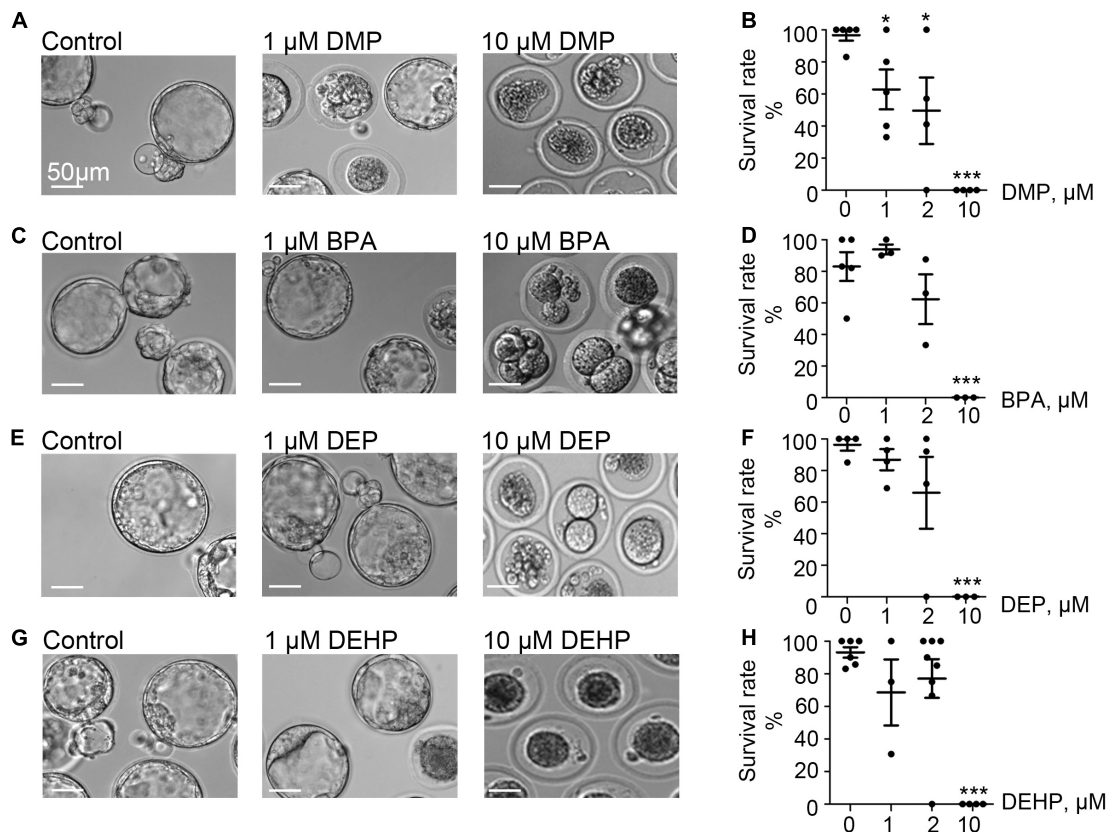 A
Control
1 µM DMP
10 µM DMP
50µm
B
Survival rate
%
100
80
60
40
20
0
* * ***
0 1 2 10
DMP, µM
C
Control
1 µM BPA
10 µM BPA
D
Survival rate
%
100
80
60
40
20
0
***
0 1 2 10
BPA, µM
E
Control
1 µM DEP
10 µM DEP
F
Survival rate
%
100
80
60
40
20
0
***
0 1 2 10
DEP, µM
G
Control
1 µM DEHP
10 µM DEHP
H
Survival rate
%
100
80
60
40
20
0
***
0 1 2 10
DEHP, µM